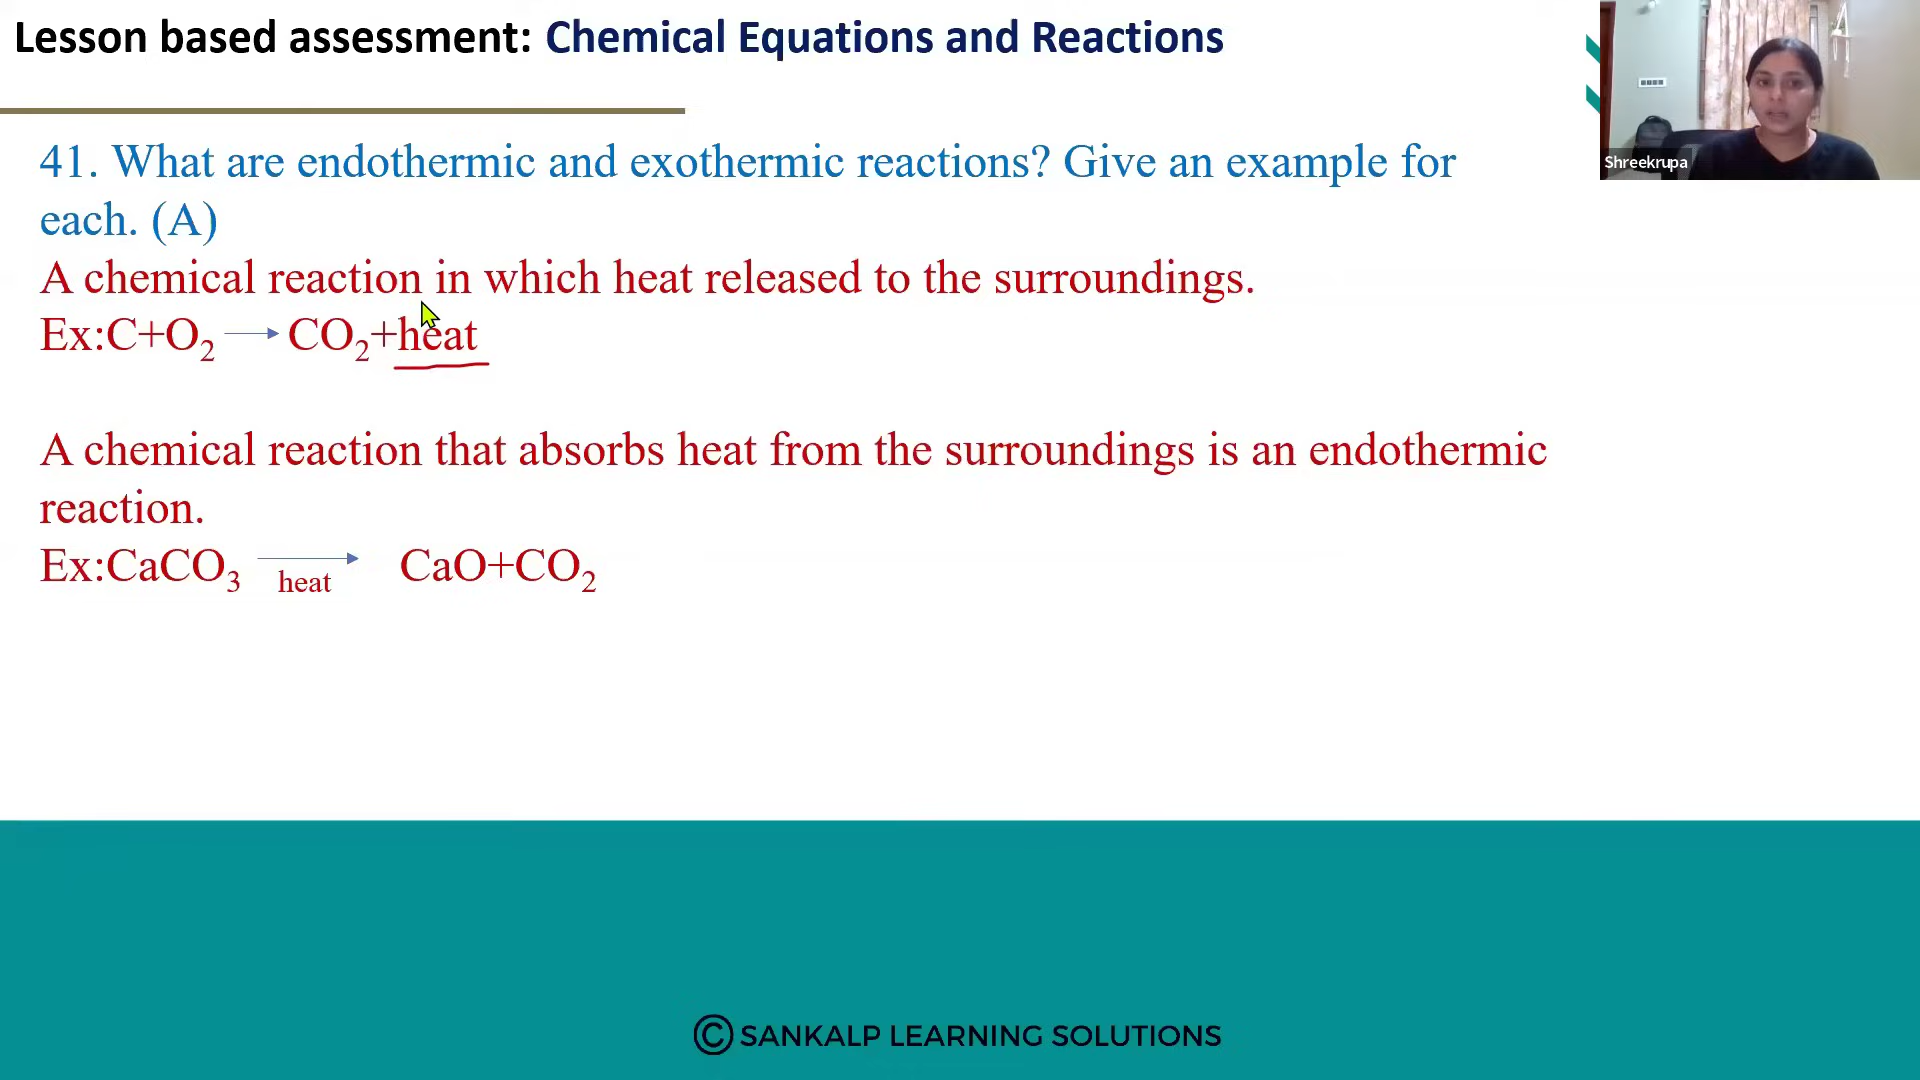 Lesson based assessment: Chemical Equations and Reactions
Shreekrupa
41. What are endothermic and exothermic reactions? Give an example for
each. (A)
A chemical reaction in which heat released to the surroundings.
Ex:C+O₂ → CO₂+heat
A chemical reaction that absorbs heat from the surroundings is an endothermic
reaction.
Ex:CaCO₃ → CaO+CO₂
heat
© SANKALP LEARNING SOLUTIONS